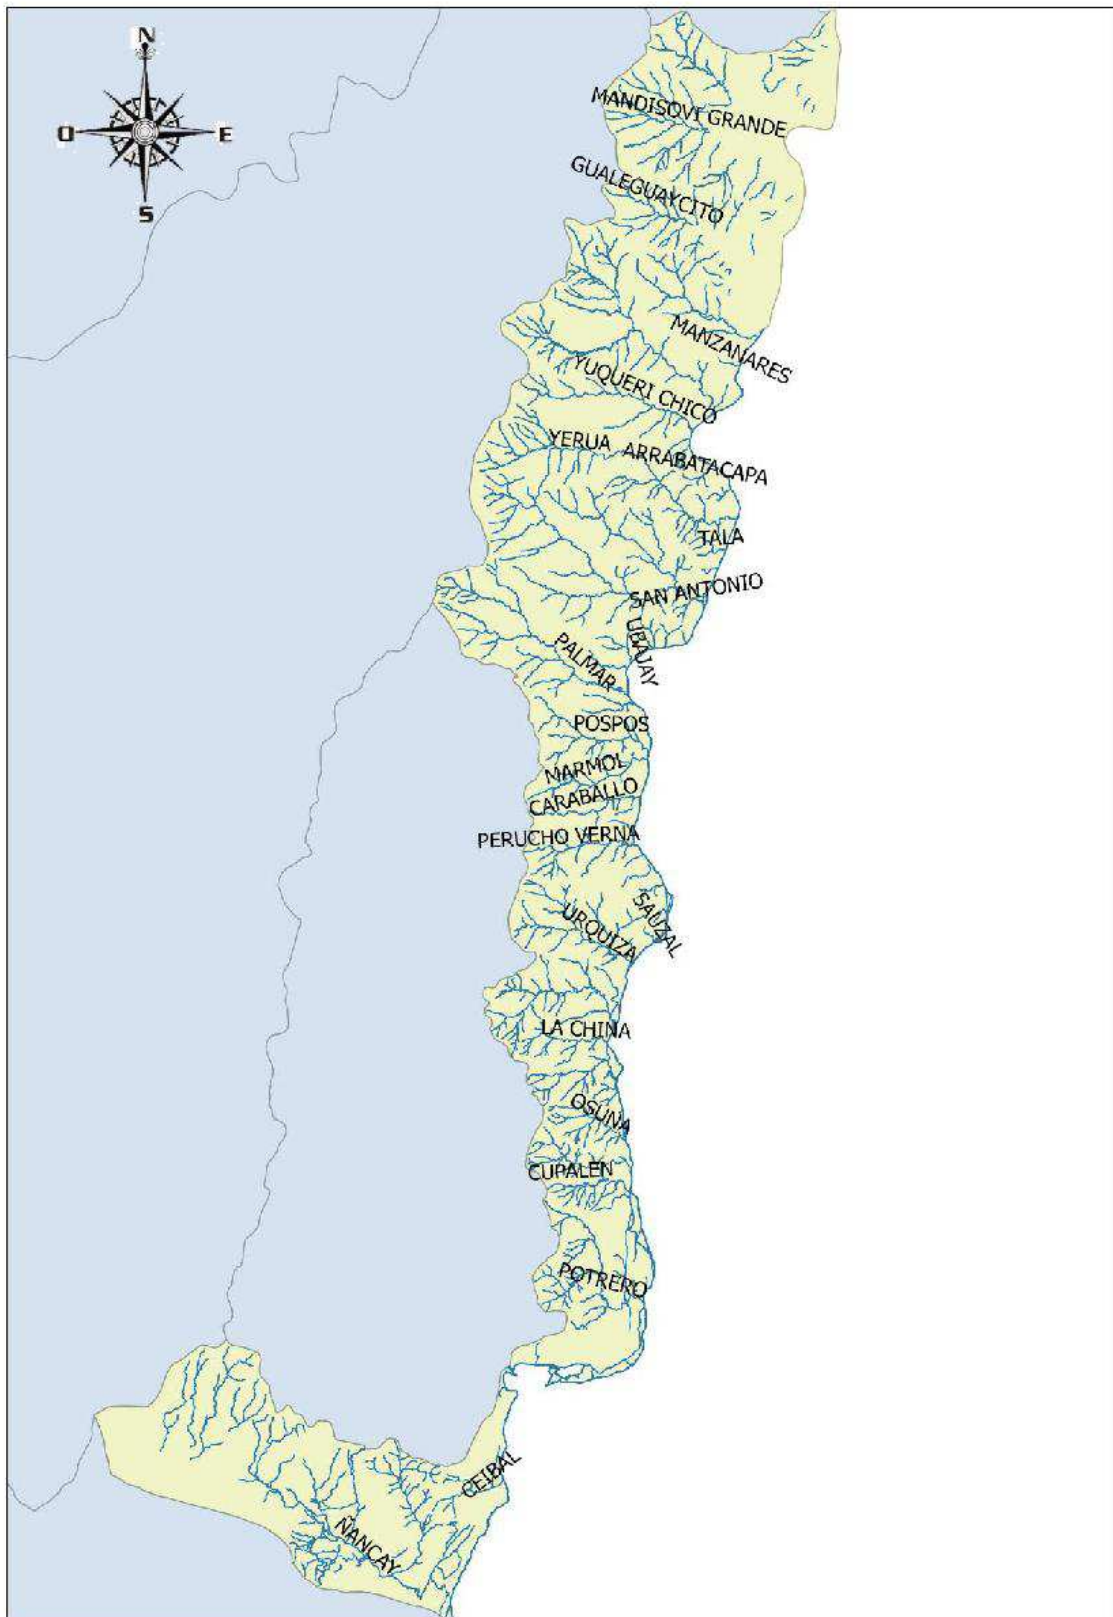 N
O
E
S
MANDISOVI GRANDE
GUALEGUAYCITO
MANZANARES
YUQUERI CHICO
YERUA ARRABATACAPA
TALA
SAN ANTONIO
UBAJAY
PALMAR
POSPOS
MARMOL
CARABALLO
PERUCHO VERNA
SAUZAL
URQUIZA
LA CHINA
OSUNA
CUPALEN
POTRERO
CEIBAL
ÑANCAY